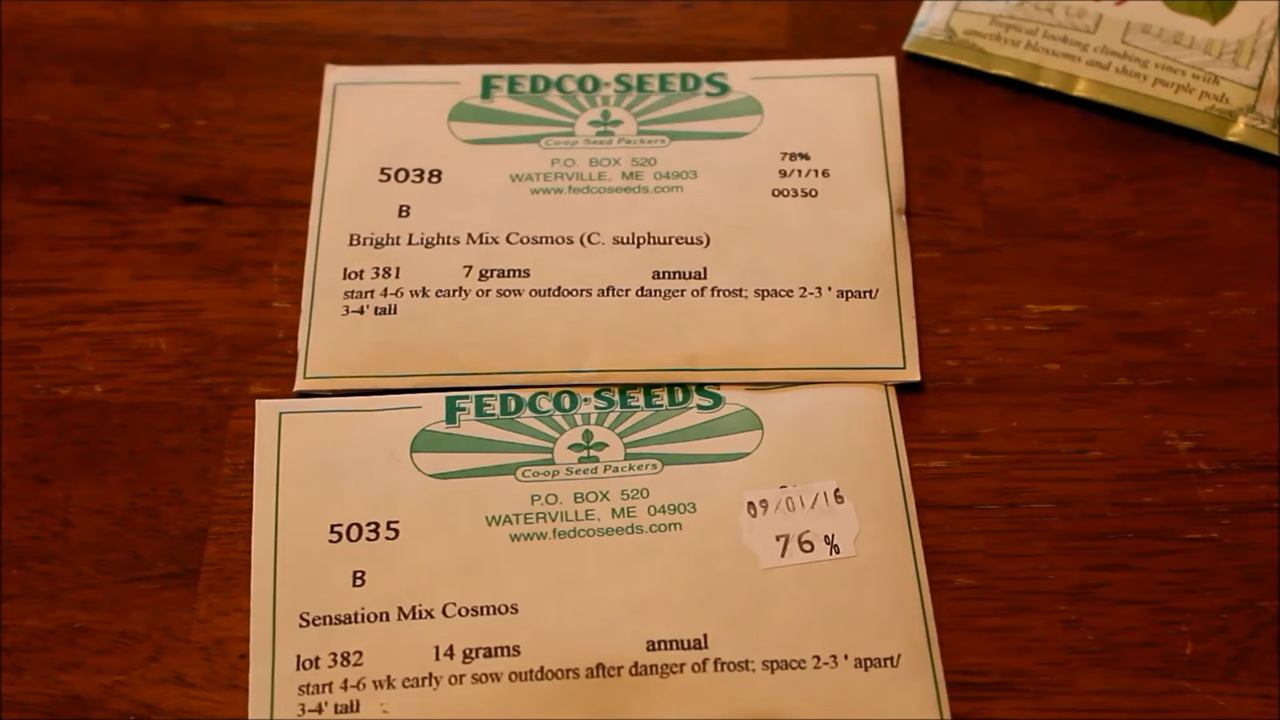 Tropical looking climbing vines with
amethyst blossoms and shiny purple pods.
FEDCO·SEEDS
Co-op Seed Packers
P.O. BOX 520
WATERVILLE, ME 04903
www.fedcoseeds.com
78%
9/1/16
00350
5038
B
Bright Lights Mix Cosmos (C. sulphureus)
lot 381 7 grams annual
start 4-6 wk early or sow outdoors after danger of frost; space 2-3 ' apart/
3-4' tall
FEDCO·SEEDS
Co-op Seed Packers
P.O. BOX 520
WATERVILLE, ME 04903
www.fedcoseeds.com
09/01/16
76%
5035
B
Sensation Mix Cosmos
lot 382 14 grams annual
start 4-6 wk early or sow outdoors after danger of frost; space 2-3 ' apart/
3-4' tall